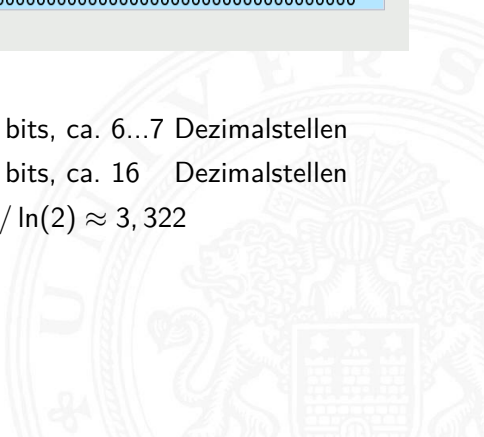 bits, ca. 6...7 Dezimalstellen
bits, ca. 16 Dezimalstellen
/ ln(2) ≈ 3, 322
U N I V E R S